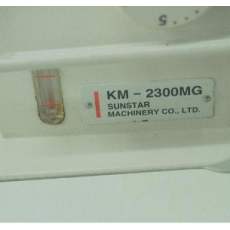 5
KM - 2300MG
SUNSTAR
MACHINERY CO., LTD.